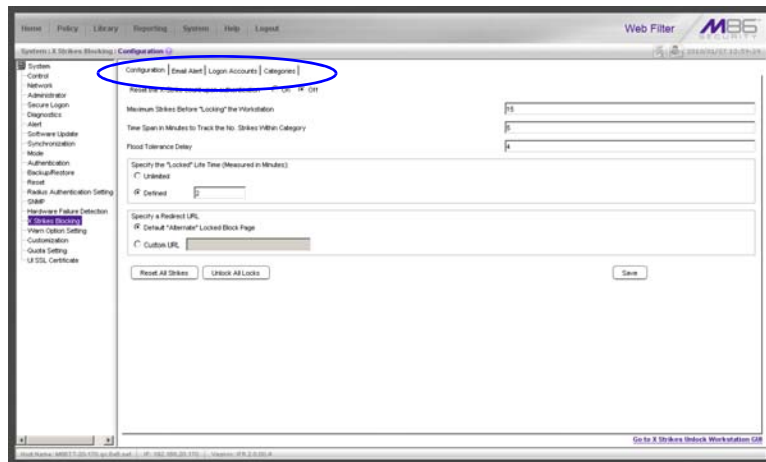 Home Policy Library Reporting System Help Logout
Web Filter
M86
SECURITY
System | X Strikes Blocking | Configuration
System
Control
Network
Administrator
Secure Logon
Diagnostics
Alert
Software Update
Synchronization
Mode
Authentication
Backup/Restore
Reset
Radius Authentication Setting
SNMP
Hardware Failure Detection
X Strikes Blocking
Warn Option Setting
Customization
Quota Setting
UI SSL Certificate
Configuration Email Alert Logon Accounts Categories
Off
Maximum Strikes Before "Locking" the Workstation
15
Time Span in Minutes to Track the No. Strikes Within Category
5
Flood Tolerance Delay
4
Specify the "Locked" Life Time (Measured in Minutes):
Unlimited
Defined 2
Specify a Redirect URL
Default "Alternate" Locked Block Page
Custom URL
Reset All Strikes Unlock All Locks Save
Go to X Strikes Unlock Workstation GUI